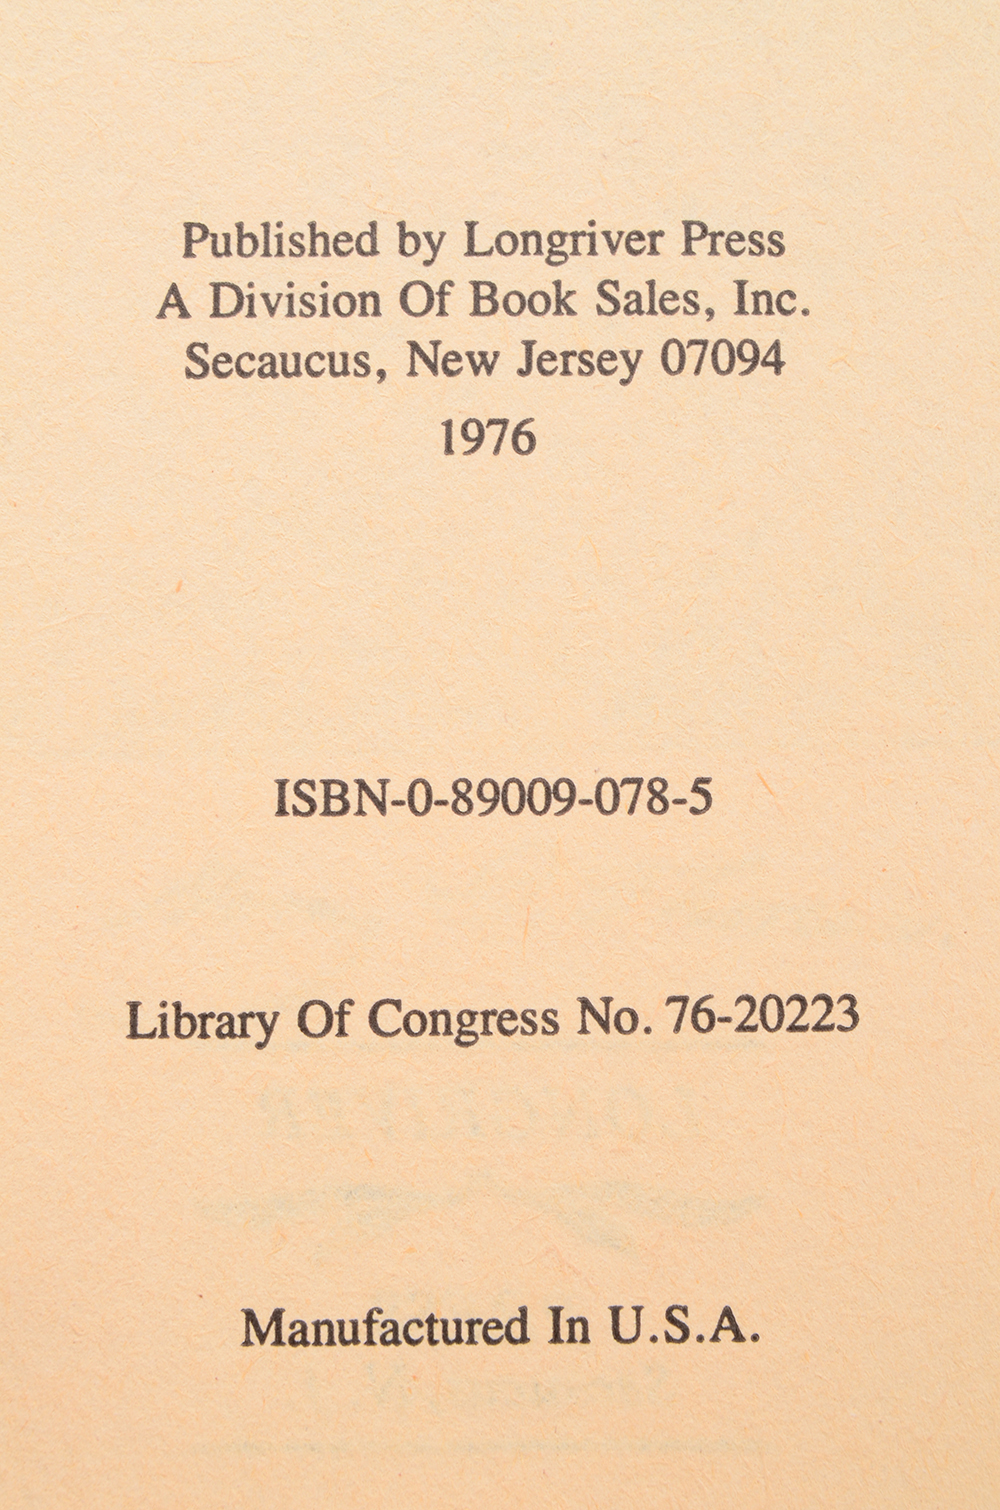 Published by Longriver Press
A Division Of Book Sales, Inc.
Secaucus, New Jersey 07094
1976
ISBN-0-89009-078-5
Library Of Congress No. 76-20223
Manufactured In U.S.A.